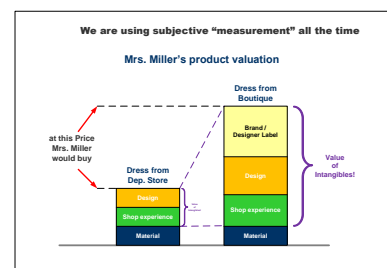 We are using subjective “measurement” all the time
Mrs. Miller’s product valuation
Dress from
Boutique
at this Price
Mrs. Miller
would buy
Dress from
Dep. Store
Brand /
Designer Label
Value
of
Intangibles!
Design
Shop experience
Material
Design
Shop experience
Material